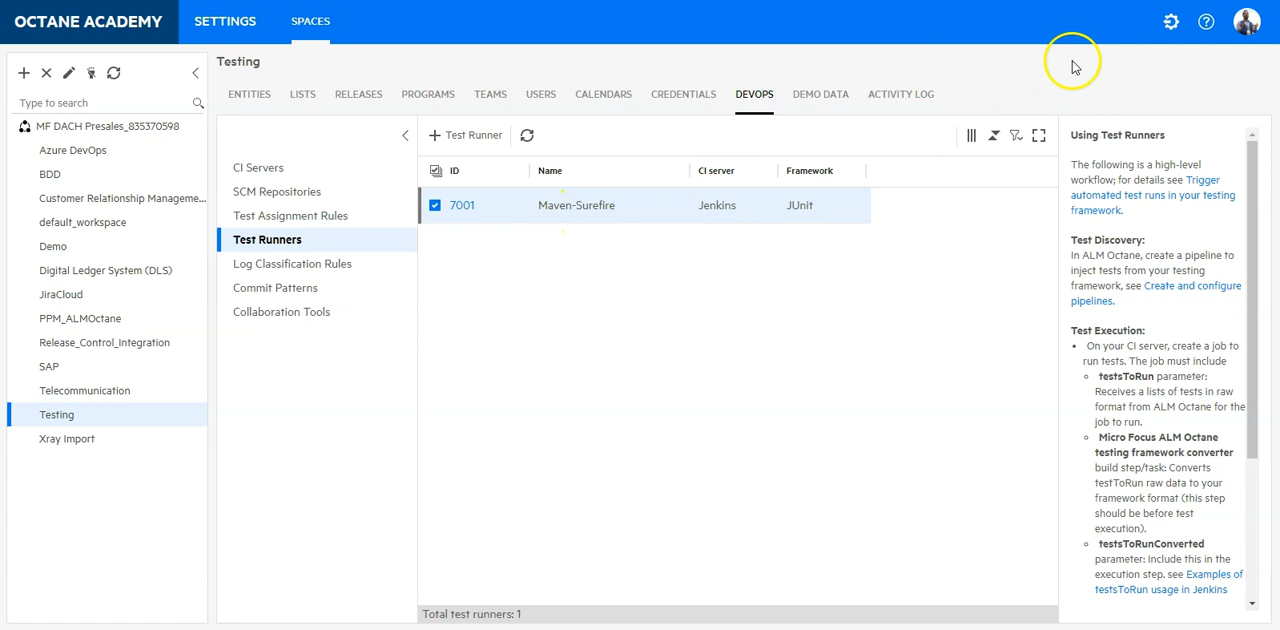 OCTANE ACADEMY
SETTINGS
SPACES
Type to search
MF DACH Presales_835370598
Azure DevOps
BDD
Customer Relationship Manageme...
default_workspace
Demo
Digital Ledger System (DLS)
JiraCloud
PPM_ALMOctane
Release_Control_Integration
SAP
Telecommunication
Testing
Xray Import
Testing
ENTITIES
LISTS
RELEASES
PROGRAMS
TEAMS
USERS
CALENDARS
CREDENTIALS
DEVOPS
DEMO DATA
ACTIVITY LOG
CI Servers
SCM Repositories
Test Assignment Rules
Test Runners
Log Classification Rules
Commit Patterns
Collaboration Tools
+ Test Runner
ID
Name
CI server
Framework
7001
Maven-Surefire
Jenkins
JUnit
Total test runners: 1
Using Test Runners
The following is a high-level
workflow; for details see Trigger
automated test runs in your testing
framework.
Test Discovery:
In ALM Octane, create a pipeline to
inject tests from your testing
framework, see Create and configure
pipelines.
Test Execution:
• On your CI server, create a job to
run tests. The job must include
testsToRun parameter:
Receives a lists of tests in raw
format from ALM Octane for the
job to run.
Micro Focus ALM Octane
testing framework converter
build step/task: Converts
testToRun raw data to your
framework format (this step
should be before test
execution).
testsToRunConverted
parameter: Include this in the
execution step. see Examples of
testsToRun usage in Jenkins